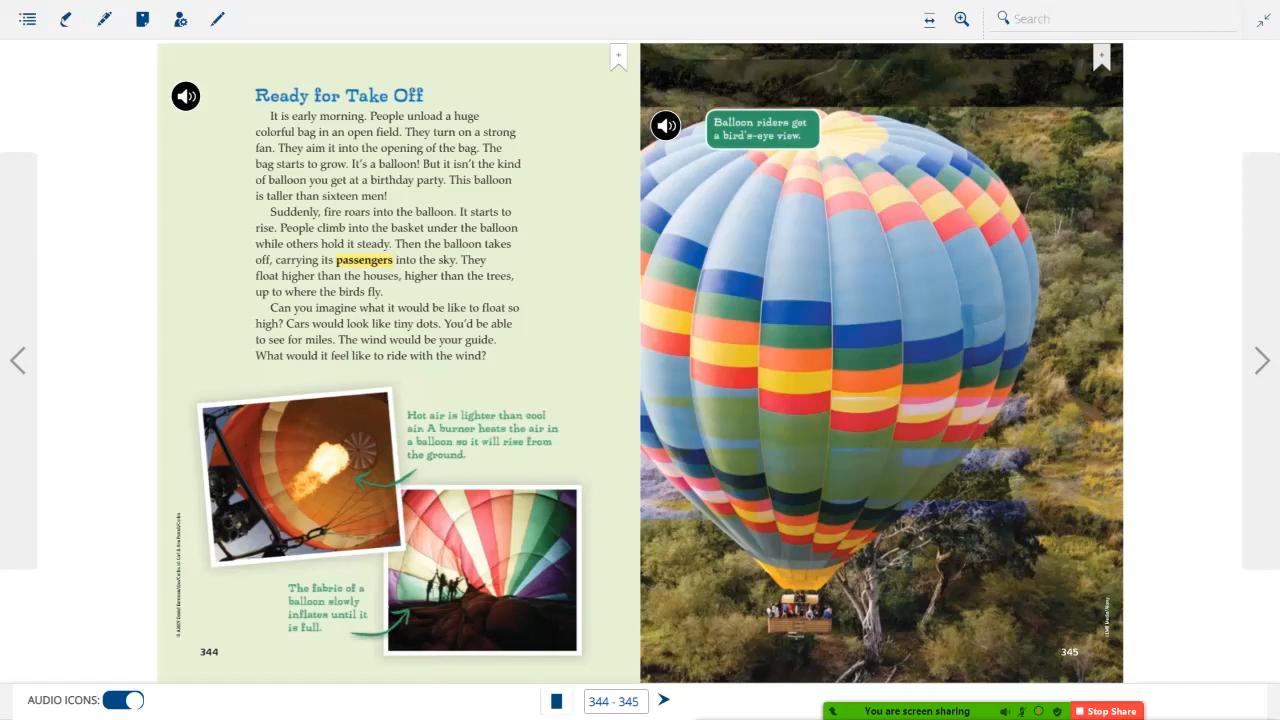 Search
Ready for Take Off
It is early morning. People unload a huge
colorful bag in an open field. They turn on a strong
fan. They aim it into the opening of the bag. The
bag starts to grow. It's a balloon! But it isn't the kind
of balloon you get at a birthday party. This balloon
is taller than sixteen men!
Suddenly, fire roars into the balloon. It starts to
rise. People climb into the basket under the balloon
while others hold it steady. Then the balloon takes
off, carrying its passengers into the sky. They
float higher than the houses, higher than the trees,
up to where the birds fly.
Can you imagine what it would be like to float so
high? Cars would look like tiny dots. You'd be able
to see for miles. The wind would be your guide.
What would it feel like to ride with the wind?
Hot air is lighter than cool
air. A burner heats the air in
a balloon so it will rise from
the ground.
The fabric of a
balloon slowly
inflates until it
is full.
344
Balloon riders get
a bird's-eye view.
345
AUDIO ICONS:
344 - 345
You are screen sharing
Stop Share